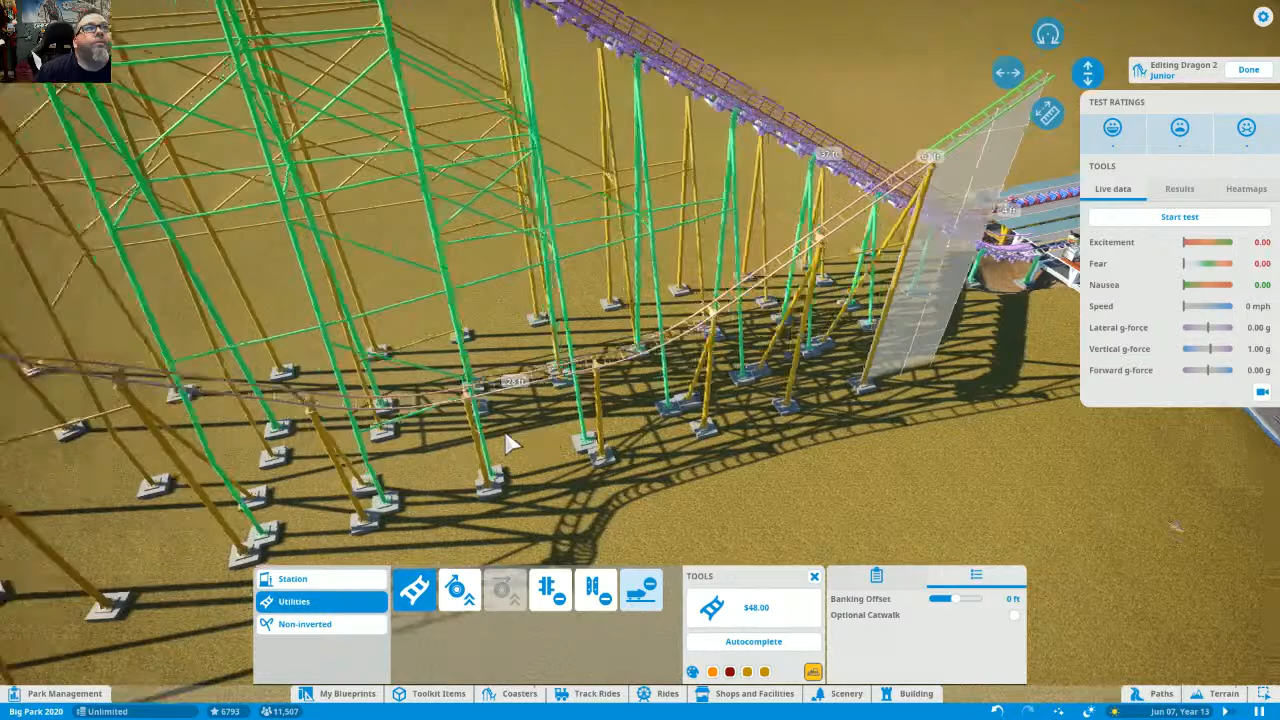 Editing Dragon 2
Junior
Done
TEST RATINGS
TOOLS
Live data
Results
Heatmaps
Start test
Excitement
0.00
Fear
0.00
Nausea
0.00
Speed
0 mph
Lateral g-force
0.00 g
Vertical g-force
1.00 g
Forward g-force
0.00 g
28 ft
Station
Utilities
Non-inverted
TOOLS
$48.00
Autocomplete
Banking Offset
0 ft
Optional Catwalk
Park Management
My Blueprints
Toolkit Items
Coasters
Track Rides
Rides
Shops and Facilities
Scenery
Building
Paths
Terrain
Big Park 2020
Unlimited
6793
11,507
Jun 07, Year 13